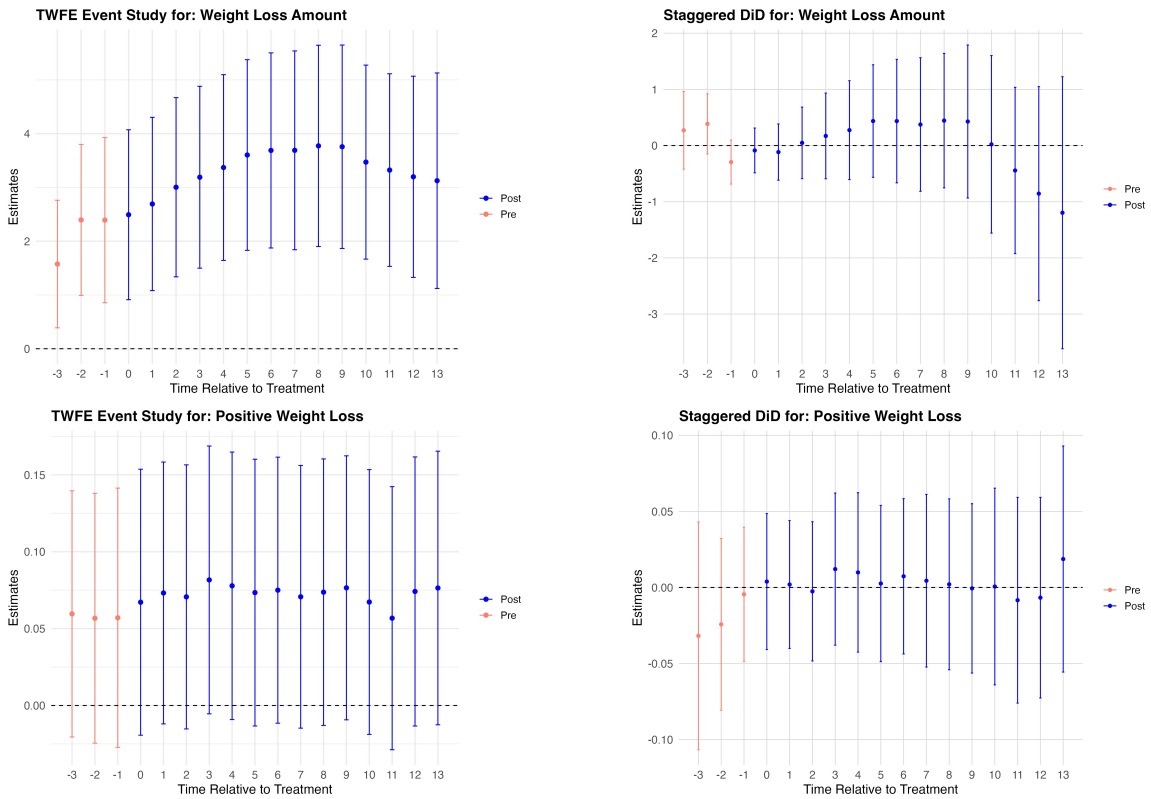 TWFE Event Study for: Weight Loss Amount
Estimates
4
2
0
-3 -2 -1 0 1 2 3 4 5 6 7 8 9 10 11 12 13
Time Relative to Treatment
Post
Pre
Staggered DiD for: Weight Loss Amount
Estimates
2
1
0
-1
-2
-3
-3 -2 -1 0 1 2 3 4 5 6 7 8 9 10 11 12 13
Time Relative to Treatment
Pre
Post
TWFE Event Study for: Positive Weight Loss
Estimates
0.15
0.10
0.05
0.00
-3 -2 -1 0 1 2 3 4 5 6 7 8 9 10 11 12 13
Time Relative to Treatment
Post
Pre
Staggered DiD for: Positive Weight Loss
Estimates
0.10
0.05
0.00
-0.05
-0.10
-3 -2 -1 0 1 2 3 4 5 6 7 8 9 10 11 12 13
Time Relative to Treatment
Pre
Post